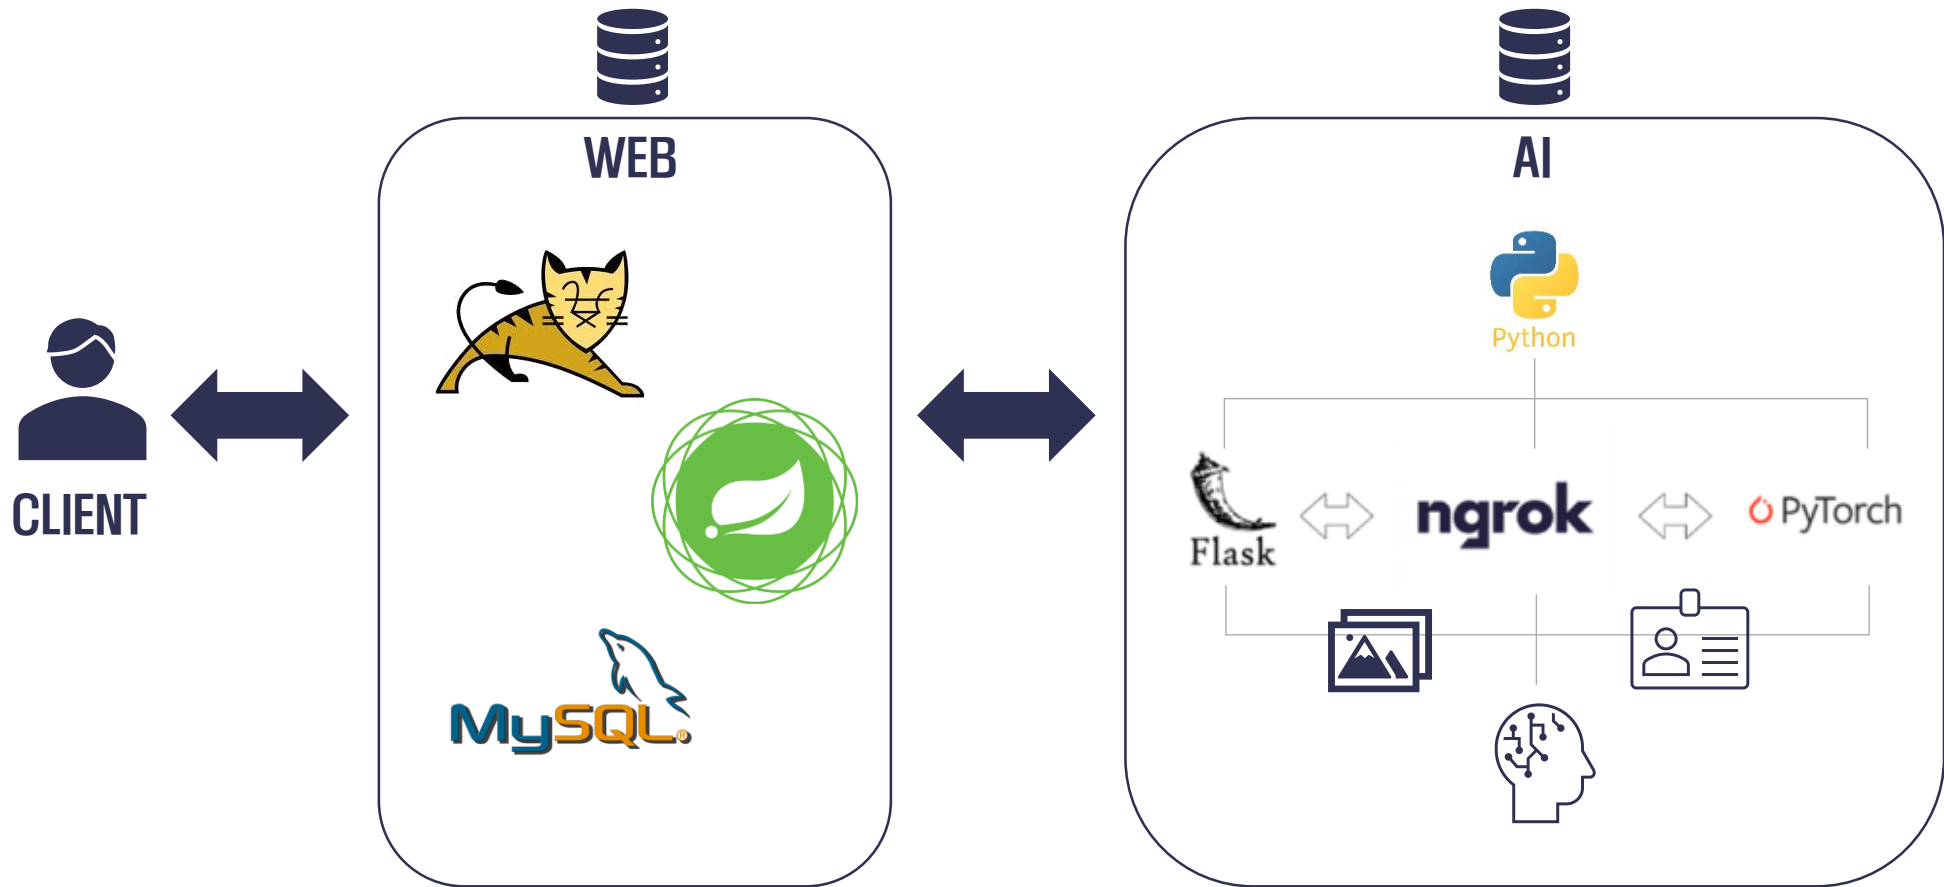 WEB
AI
Python
CLIENT
Flask
ngrok
PyTorch
MySQL®